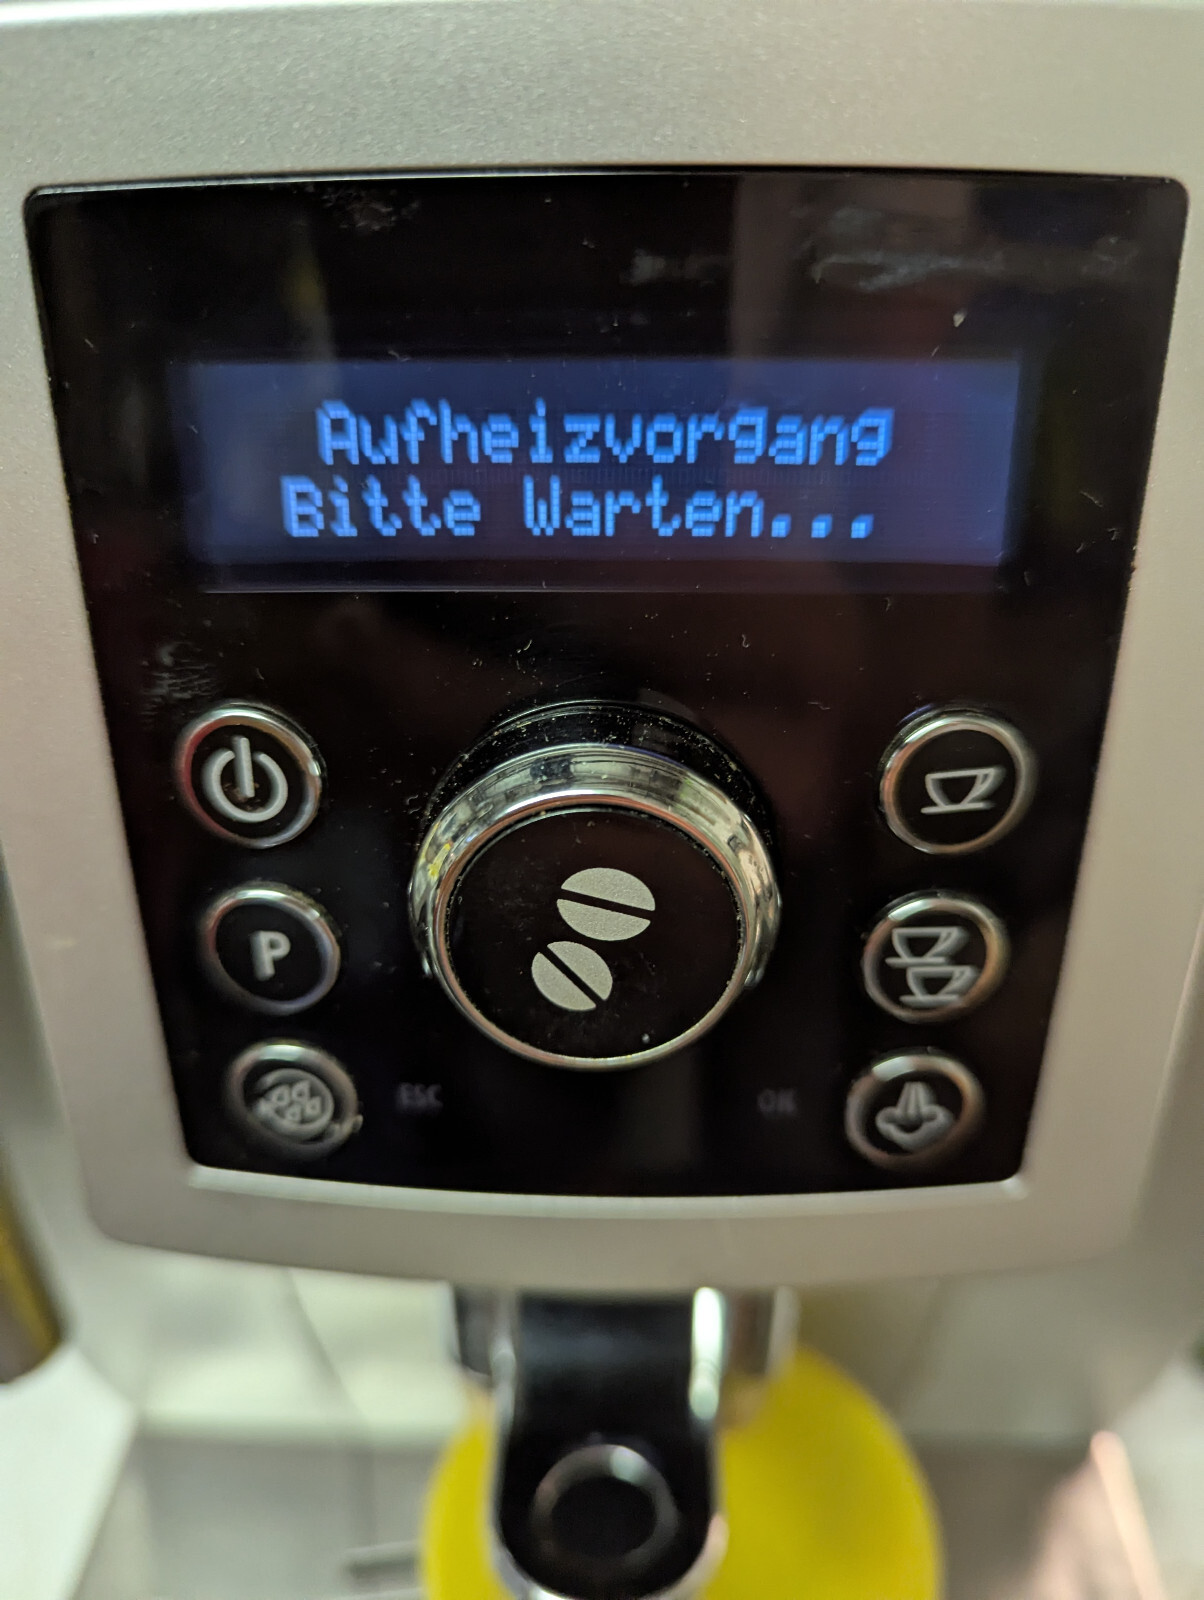 Aufheizvorgang
Bitte Warten...
P
ESC
OK